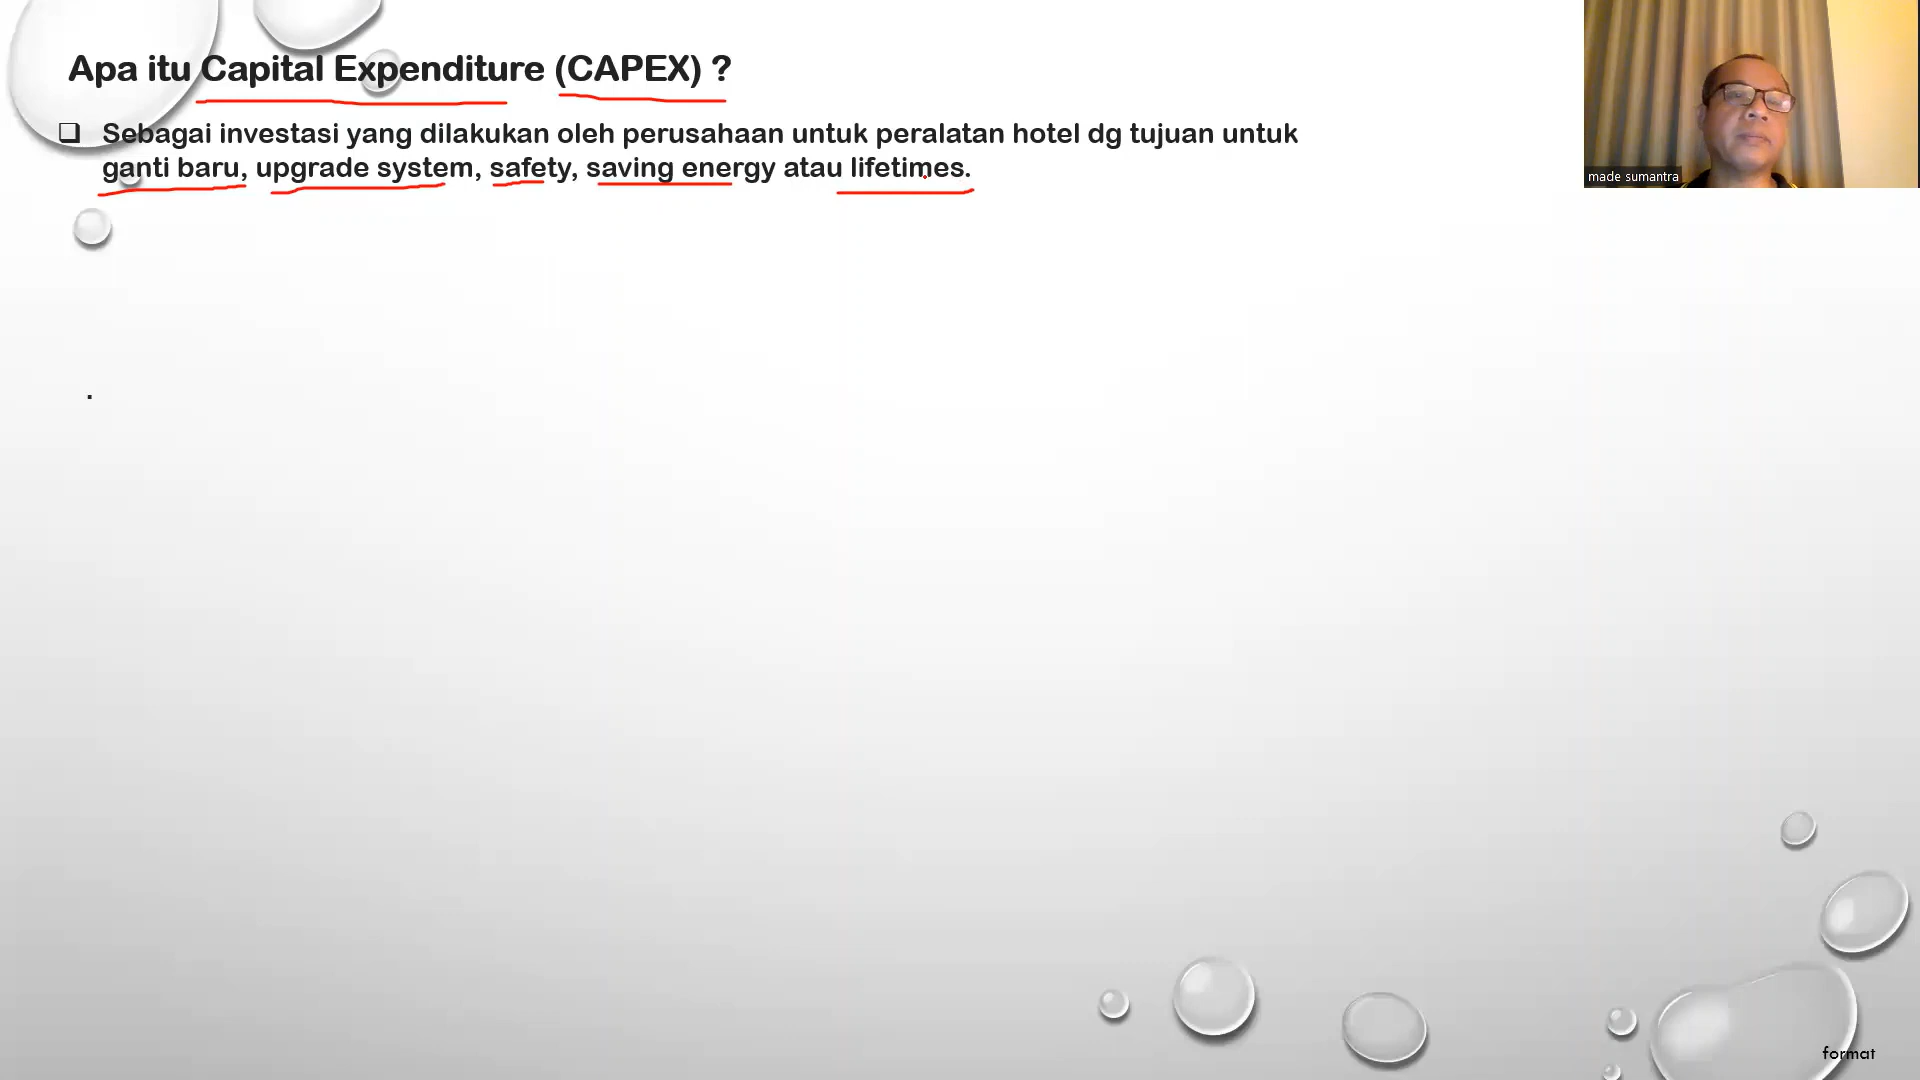 Apa itu Capital Expenditure (CAPEX) ?
Sebagai investasi yang dilakukan oleh perusahaan untuk peralatan hotel dg tujuan untuk
ganti baru, upgrade system, safety, saving energy atau lifetimes.
made sumantra
.
format